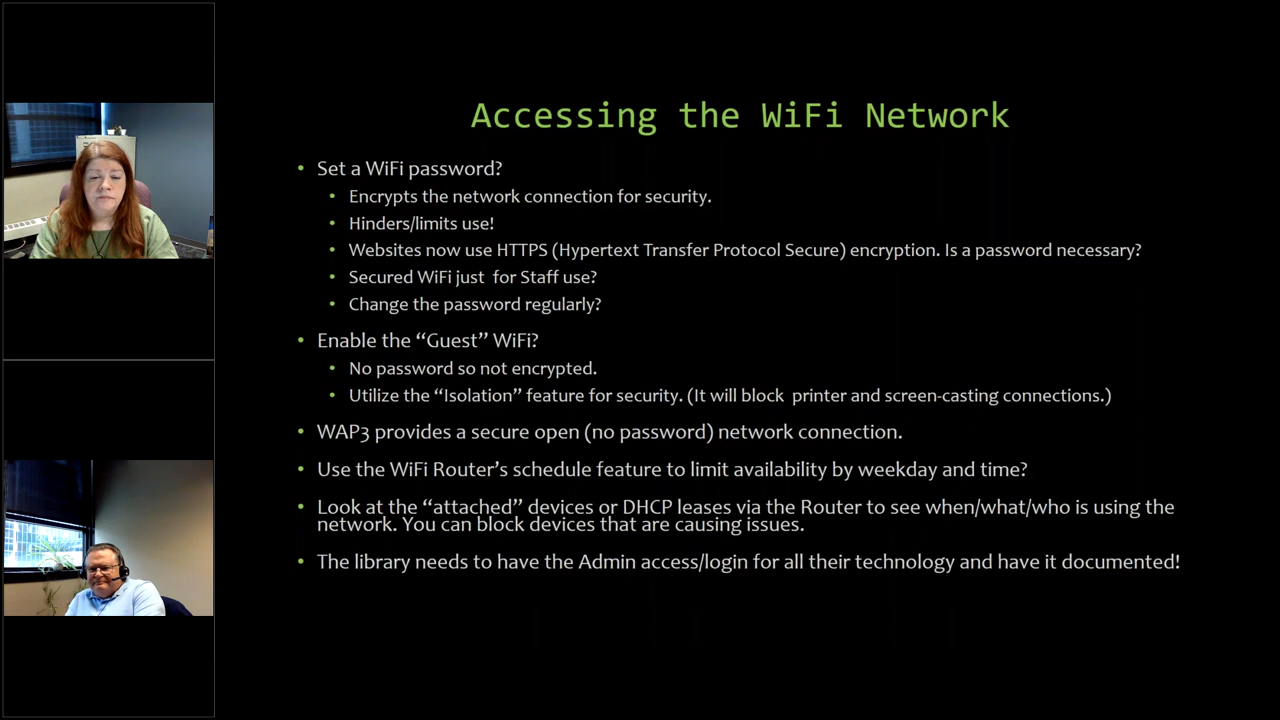 Accessing the WiFi Network
• Set a WiFi password?
• Encrypts the network connection for security.
• Hinders/limits use!
• Websites now use HTTPS (Hypertext Transfer Protocol Secure) encryption. Is a password necessary?
• Secured WiFi just for Staff use?
• Change the password regularly?
• Enable the “Guest” WiFi?
• No password so not encrypted.
• Utilize the “Isolation” feature for security. (It will block printer and screen-casting connections.)
• WAP3 provides a secure open (no password) network connection.
• Use the WiFi Router’s schedule feature to limit availability by weekday and time?
• Look at the “attached” devices or DHCP leases via the Router to see when/what/who is using the
network. You can block devices that are causing issues.
• The library needs to have the Admin access/login for all their technology and have it documented!